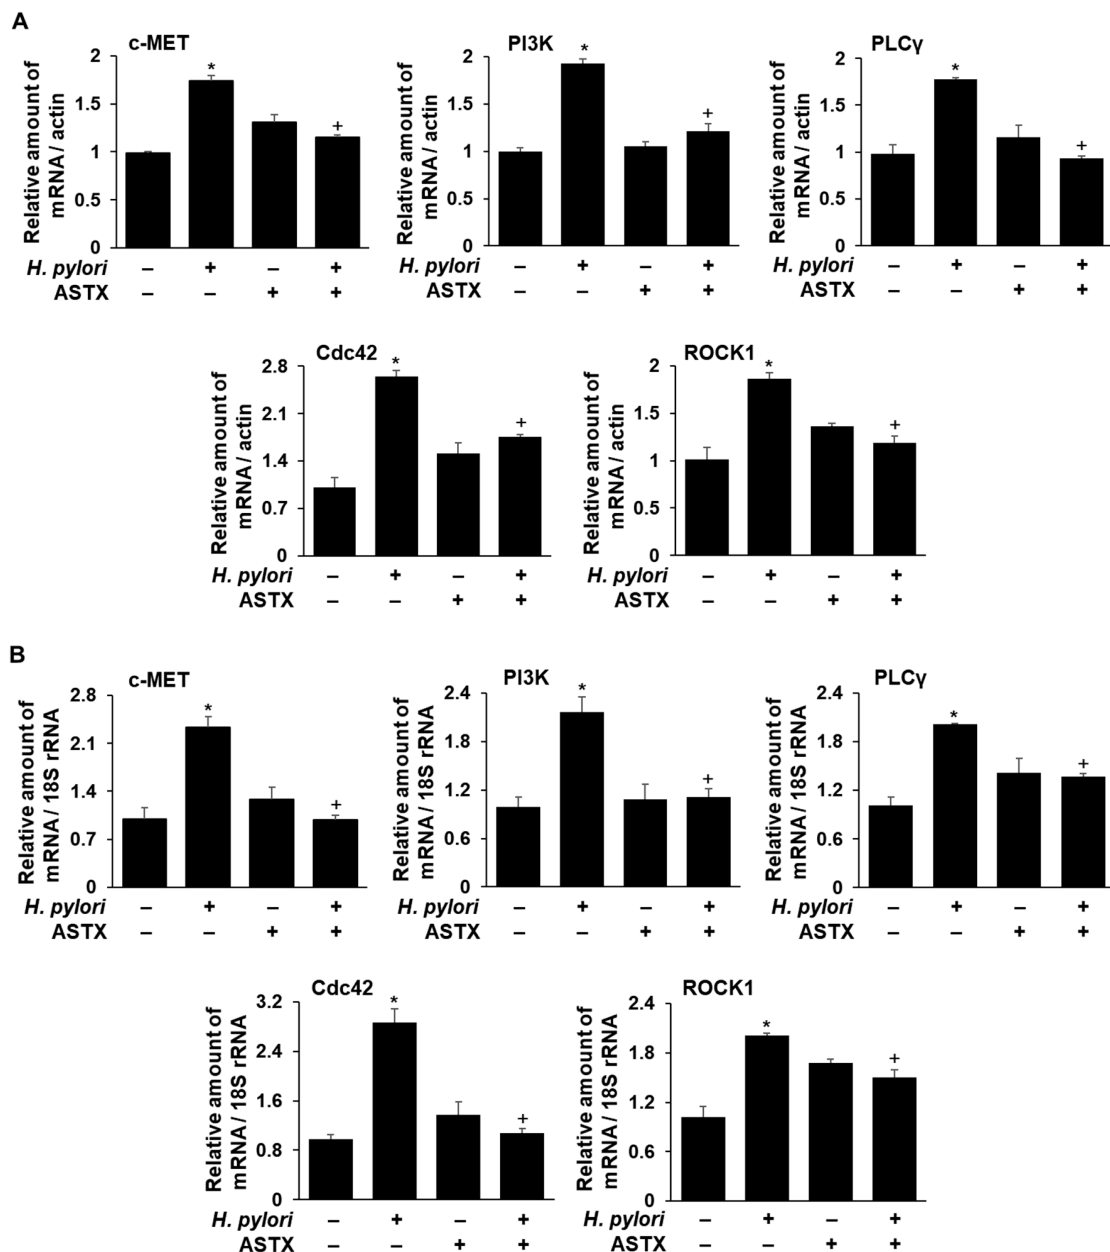 A
c-MET
PI3K
PLCγ
Relative amount of
mRNA / actin
2
1.5
1
0.5
0
*
+
Relative amount of
mRNA / actin
2
1.5
1
0.5
0
*
+
Relative amount of
mRNA / actin
2
1.5
1
0.5
0
*
+
H. pylori – + – + – + – + – + – +
ASTX – – + + – – + + – – + +
Cdc42
ROCK1
Relative amount of
mRNA / actin
2.8
2.1
1.4
0.7
0
*
+
Relative amount of
mRNA / actin
2
1.5
1
0.5
0
*
+
H. pylori – + – +
ASTX – – + +
H. pylori – + – +
ASTX – – + +
B
c-MET
PI3K
PLCγ
Relative amount of
mRNA / 18S rRNA
2.8
2.1
1.4
0.7
0
*
+
Relative amount of
mRNA / 18S rRNA
2.4
1.8
1.2
0.6
0
*
+
Relative amount of
mRNA / 18S rRNA
2.4
1.8
1.2
0.6
0
*
+
H. pylori – + – +
ASTX – – + +
H. pylori – + – +
ASTX – – + +
H. pylori – + – +
ASTX – – + +
Cdc42
ROCK1
Relative amount of
mRNA / 18S rRNA
3.2
2.4
1.6
0.8
0
*
+
Relative amount of
mRNA / 18S rRNA
2.4
1.8
1.2
0.6
0
*
+
H. pylori – + – +
ASTX – – + +
H. pylori – + – +
ASTX – – + +